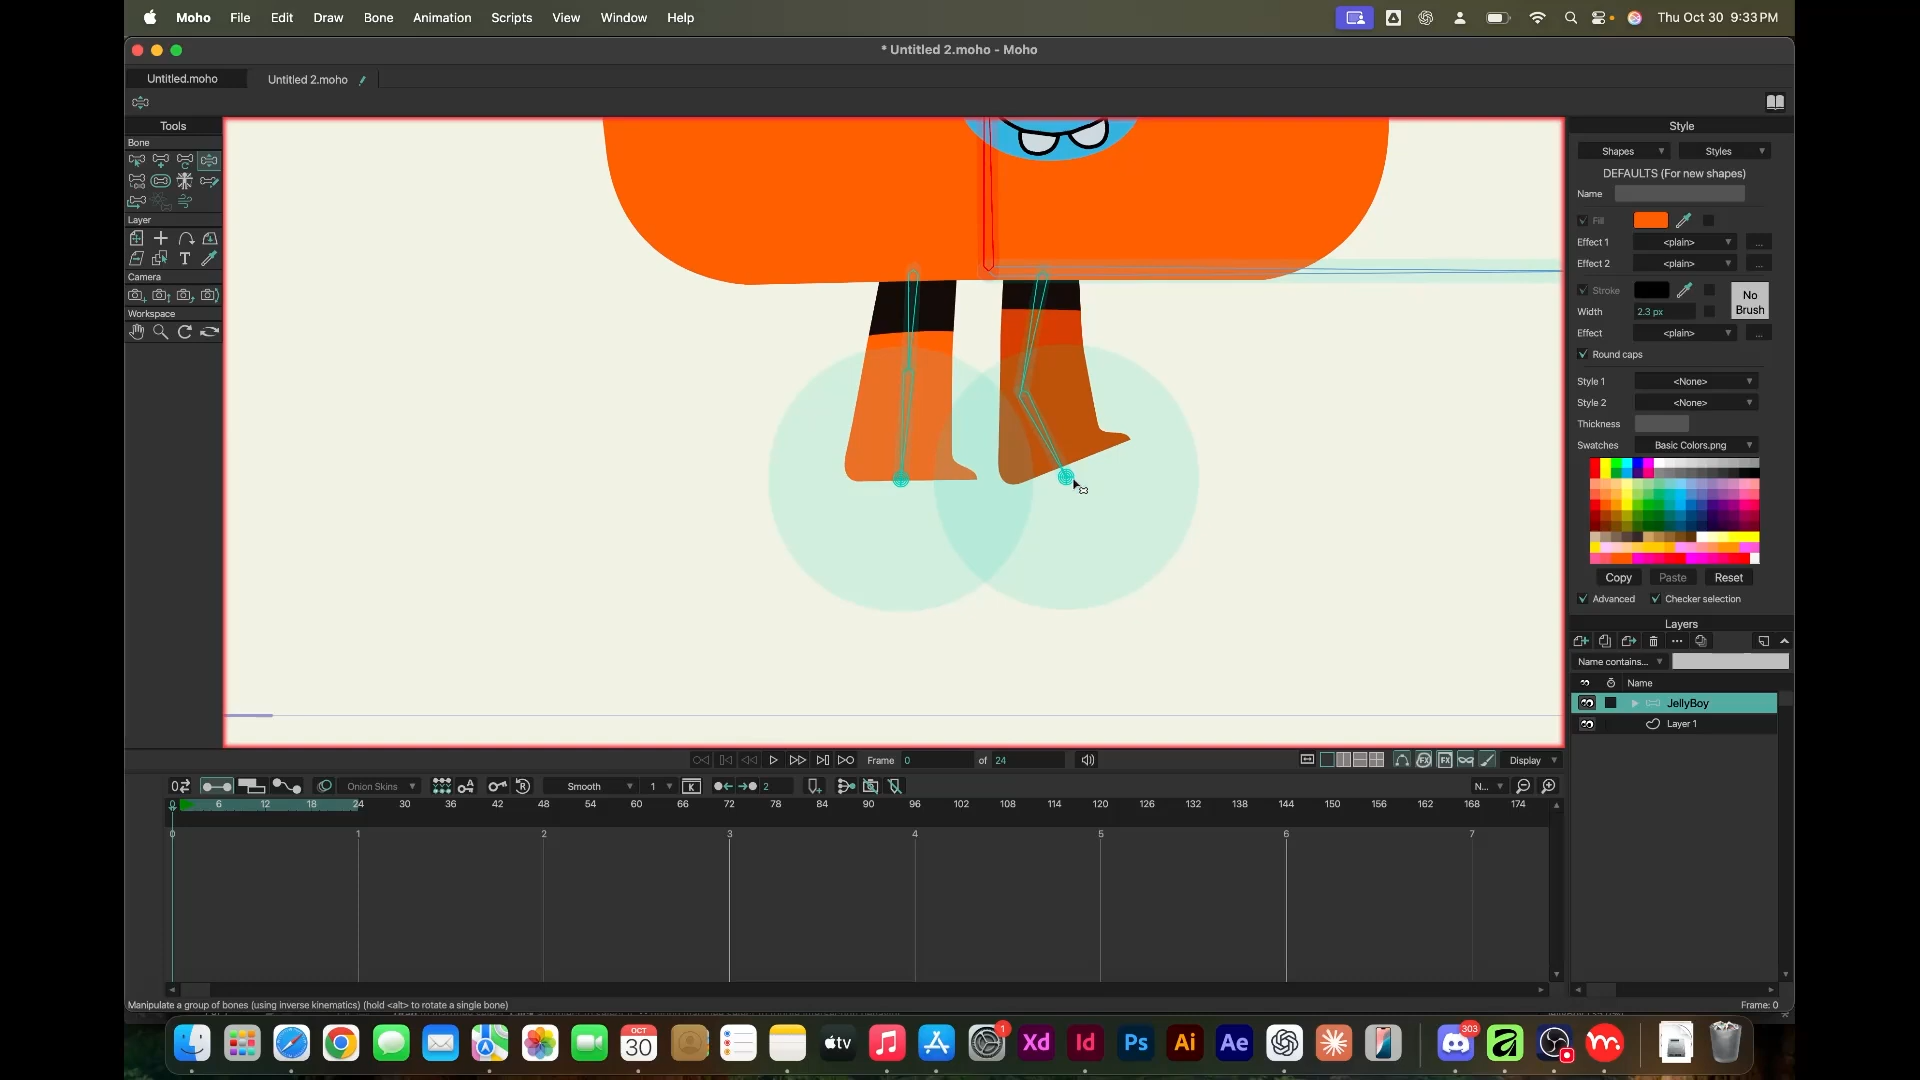 Moho File Edit Draw Bone Animation Scripts View Window Help Thu Oct 30 9:33 PM
* Untitled 2.moho - Moho
Untitled.moho Untitled 2.moho
Tools
Bone
Layer
Camera
Workspace
Style
Shapes Styles
DEFAULTS (For new shapes)
Name
Fill
Effect 1 <plain> ...
Effect 2 <plain> ...
Stroke No Brush
Width 2.3 px
Effect <plain> ...
Round caps
Style 1 <None>
Style 2 <None>
Thickness
Swatches Basic Colors.png
Copy Paste Reset
Advanced Checker selection
Layers
Name contains...
Name
JellyBoy
Layer 1
Frame 0 of 24 Display
Onion Skins Smooth 1 K 2 N...
0 6 12 18 24 30 36 42 48 54 60 66 72 78 84 90 96 102 108 114 120 126 132 138 144 150 156 162 168 174
0 1 2 3 4 5 6 7
Manipulate a group of bones (using inverse kinematics) (hold <alt> to rotate a single bone) Frame: 0
OCT 30 tv 1 Xd Id Ps Ai Ae 303